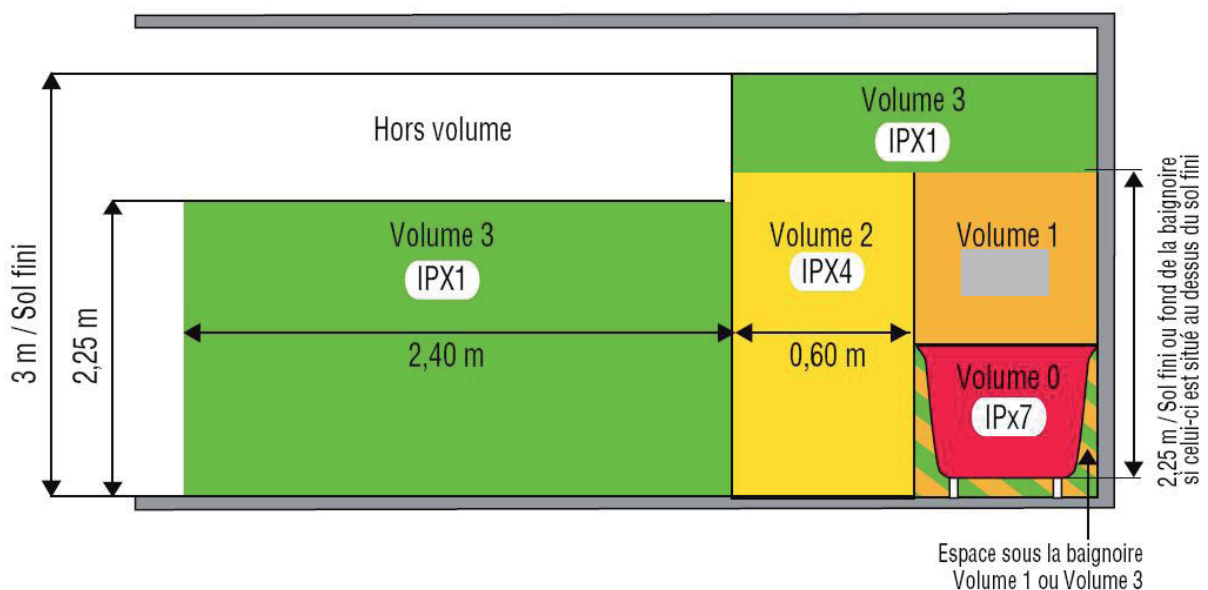 Volume 3
IPX1
Hors volume
Volume 3
IPX1
Volume 2
IPX4
Volume 1
2,40 m
0,60 m
Volume 0
IPx7
3 m / Sol fini
2,25 m
2,25 m / Sol fini ou fond de la baignoire
si celui-ci est situé au dessus du sol fini
Espace sous la baignoire
Volume 1 ou Volume 3